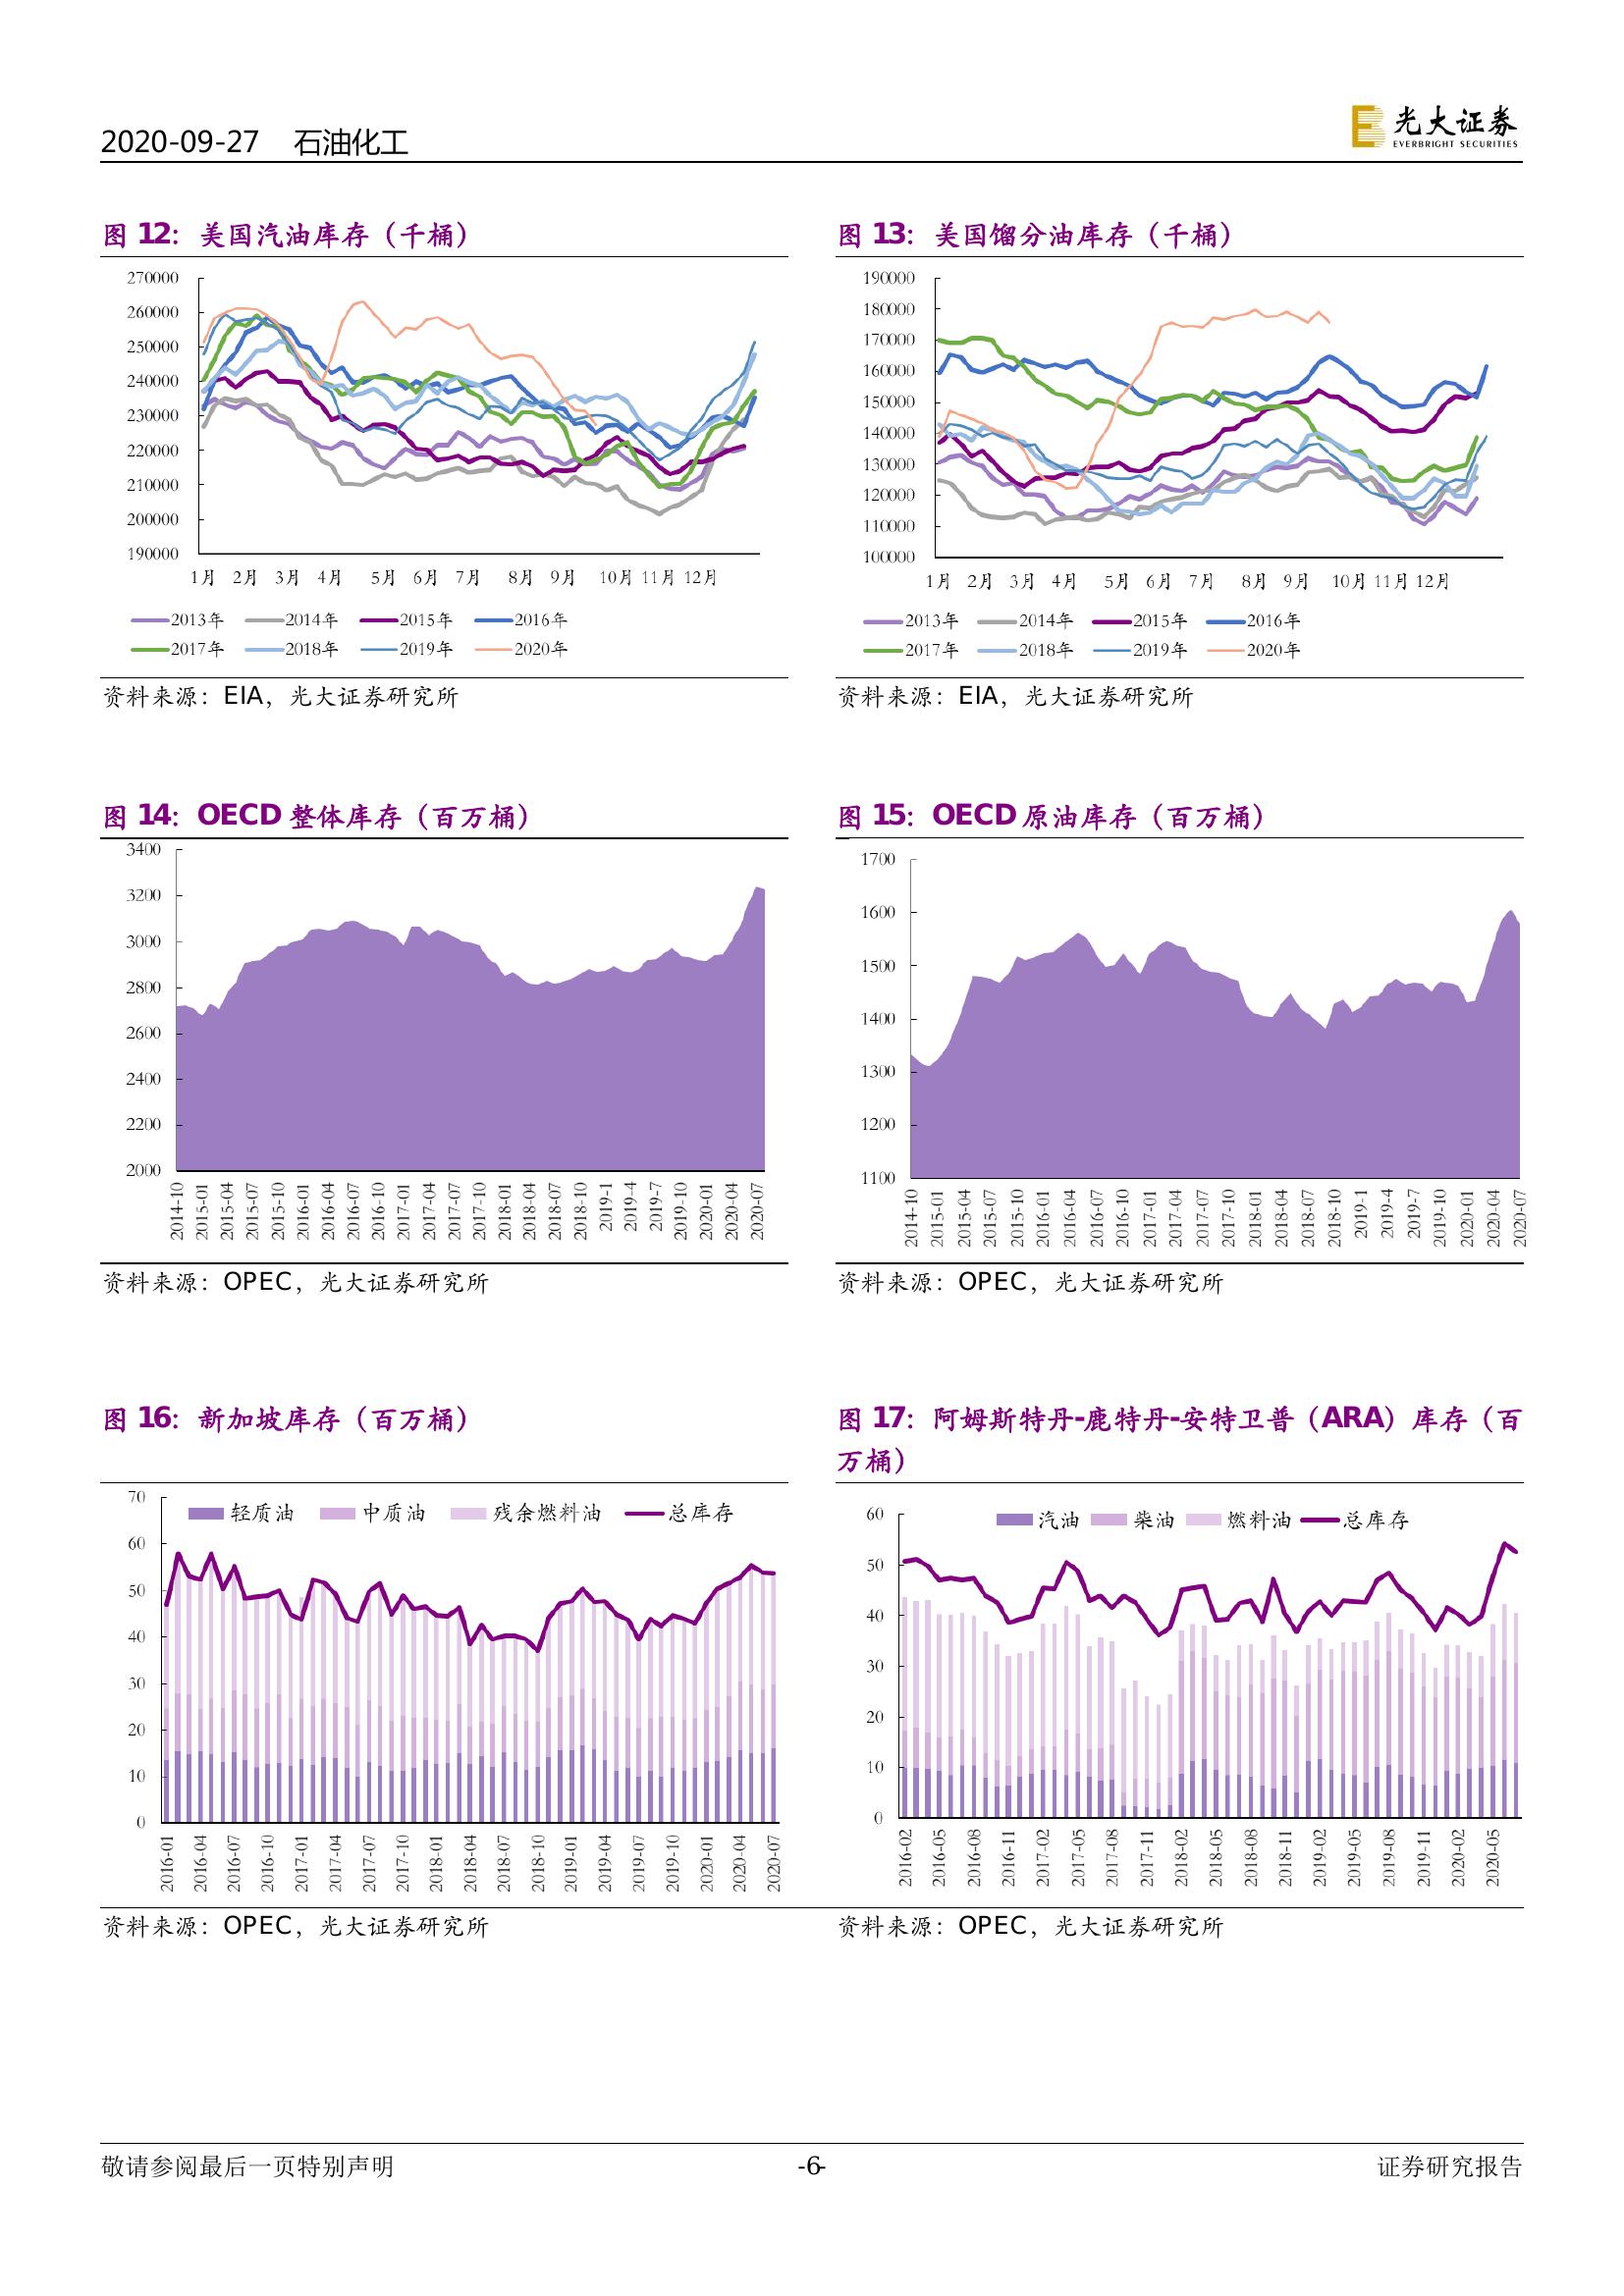 2020-09-27 石油化工
光大证券
EVERBRIGHT SECURITIES
图 12：美国汽油库存（千桶）
270000
260000
250000
240000
230000
220000
210000
200000
190000
1月 2月 3月 4月 5月 6月 7月 8月 9月 10月 11月 12月
2013年 2014年 2015年 2016年
2017年 2018年 2019年 2020年
资料来源：EIA，光大证券研究所
图 13：美国馏分油库存（千桶）
190000
180000
170000
160000
150000
140000
130000
120000
110000
100000
1月 2月 3月 4月 5月 6月 7月 8月 9月 10月 11月 12月
2013年 2014年 2015年 2016年
2017年 2018年 2019年 2020年
资料来源：EIA，光大证券研究所
图 14：OECD 整体库存（百万桶）
3400
3200
3000
2800
2600
2400
2200
2000
2014-10 2015-01 2015-04 2015-07 2015-10 2016-01 2016-04 2016-07 2016-10 2017-01 2017-04 2017-07 2017-10 2018-01 2018-04 2018-07 2018-10 2019-1 2019-4 2019-7 2019-10 2020-01 2020-04 2020-07
资料来源：OPEC，光大证券研究所
图 15：OECD 原油库存（百万桶）
1700
1600
1500
1400
1300
1200
1100
2014-10 2015-01 2015-04 2015-07 2015-10 2016-01 2016-04 2016-07 2016-10 2017-01 2017-04 2017-07 2017-10 2018-01 2018-04 2018-07 2018-10 2019-1 2019-4 2019-7 2019-10 2020-01 2020-04 2020-07
资料来源：OPEC，光大证券研究所
图 16：新加坡库存（百万桶）
70
60
50
40
30
20
10
0
轻质油 中质油 残余燃料油 总库存
2016-01 2016-04 2016-07 2016-10 2017-01 2017-04 2017-07 2017-10 2018-01 2018-04 2018-07 2018-10 2019-01 2019-04 2019-07 2019-10 2020-01 2020-04 2020-07
资料来源：OPEC，光大证券研究所
图 17：阿姆斯特丹-鹿特丹-安特卫普（ARA）库存（百
万桶）
60
50
40
30
20
10
0
汽油 柴油 燃料油 总库存
2016-02 2016-05 2016-08 2016-11 2017-02 2017-05 2017-08 2017-11 2018-02 2018-05 2018-08 2018-11 2019-02 2019-05 2019-08 2019-11 2020-02 2020-05
资料来源：OPEC，光大证券研究所
敬请参阅最后一页特别声明 -6- 证券研究报告